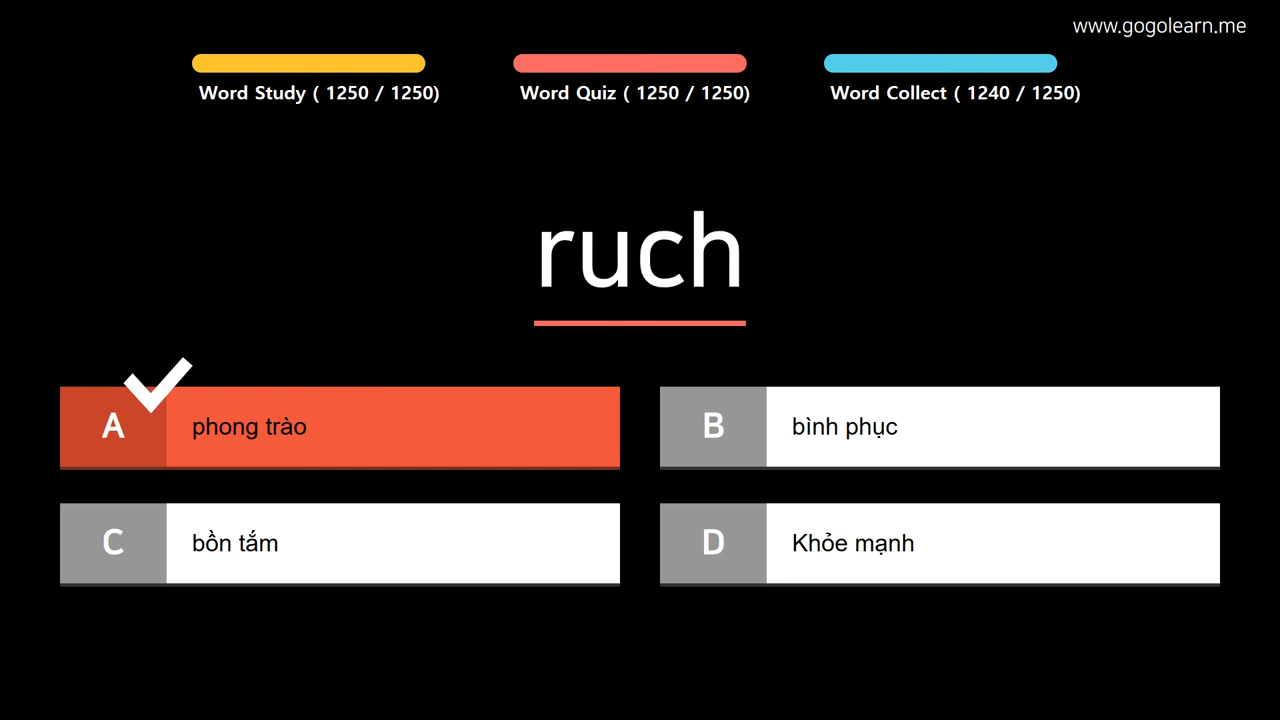 www.gogolearn.me
Word Study ( 1250 / 1250)
Word Quiz ( 1250 / 1250)
Word Collect ( 1240 / 1250)
ruch
A phong trào
B bình phục
C bồn tắm
D Khỏe mạnh